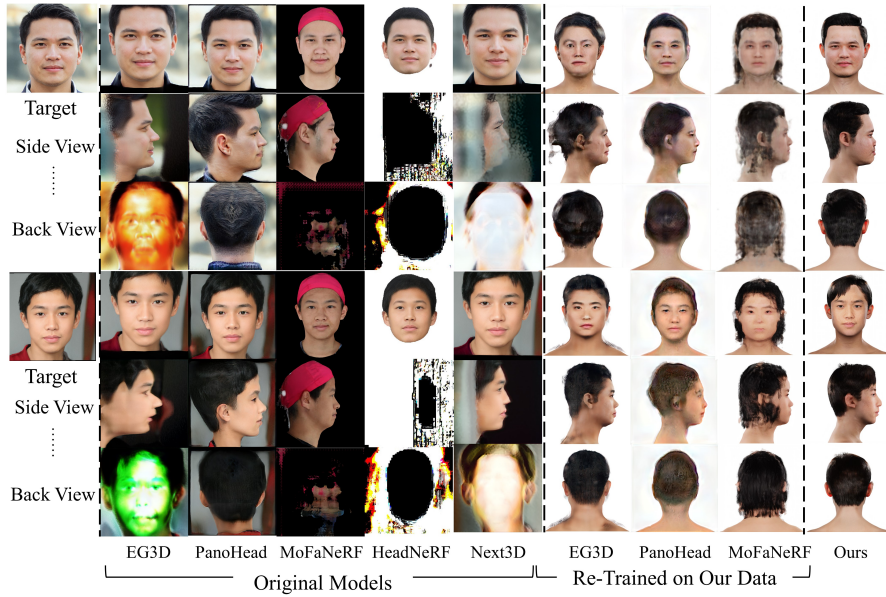 Target
Side View
Back View
Target
Side View
Back View
EG3D PanoHead MoFaNeRF HeadNeRF Next3D EG3D PanoHead MoFaNeRF Ours
Original Models Re-Trained on Our Data